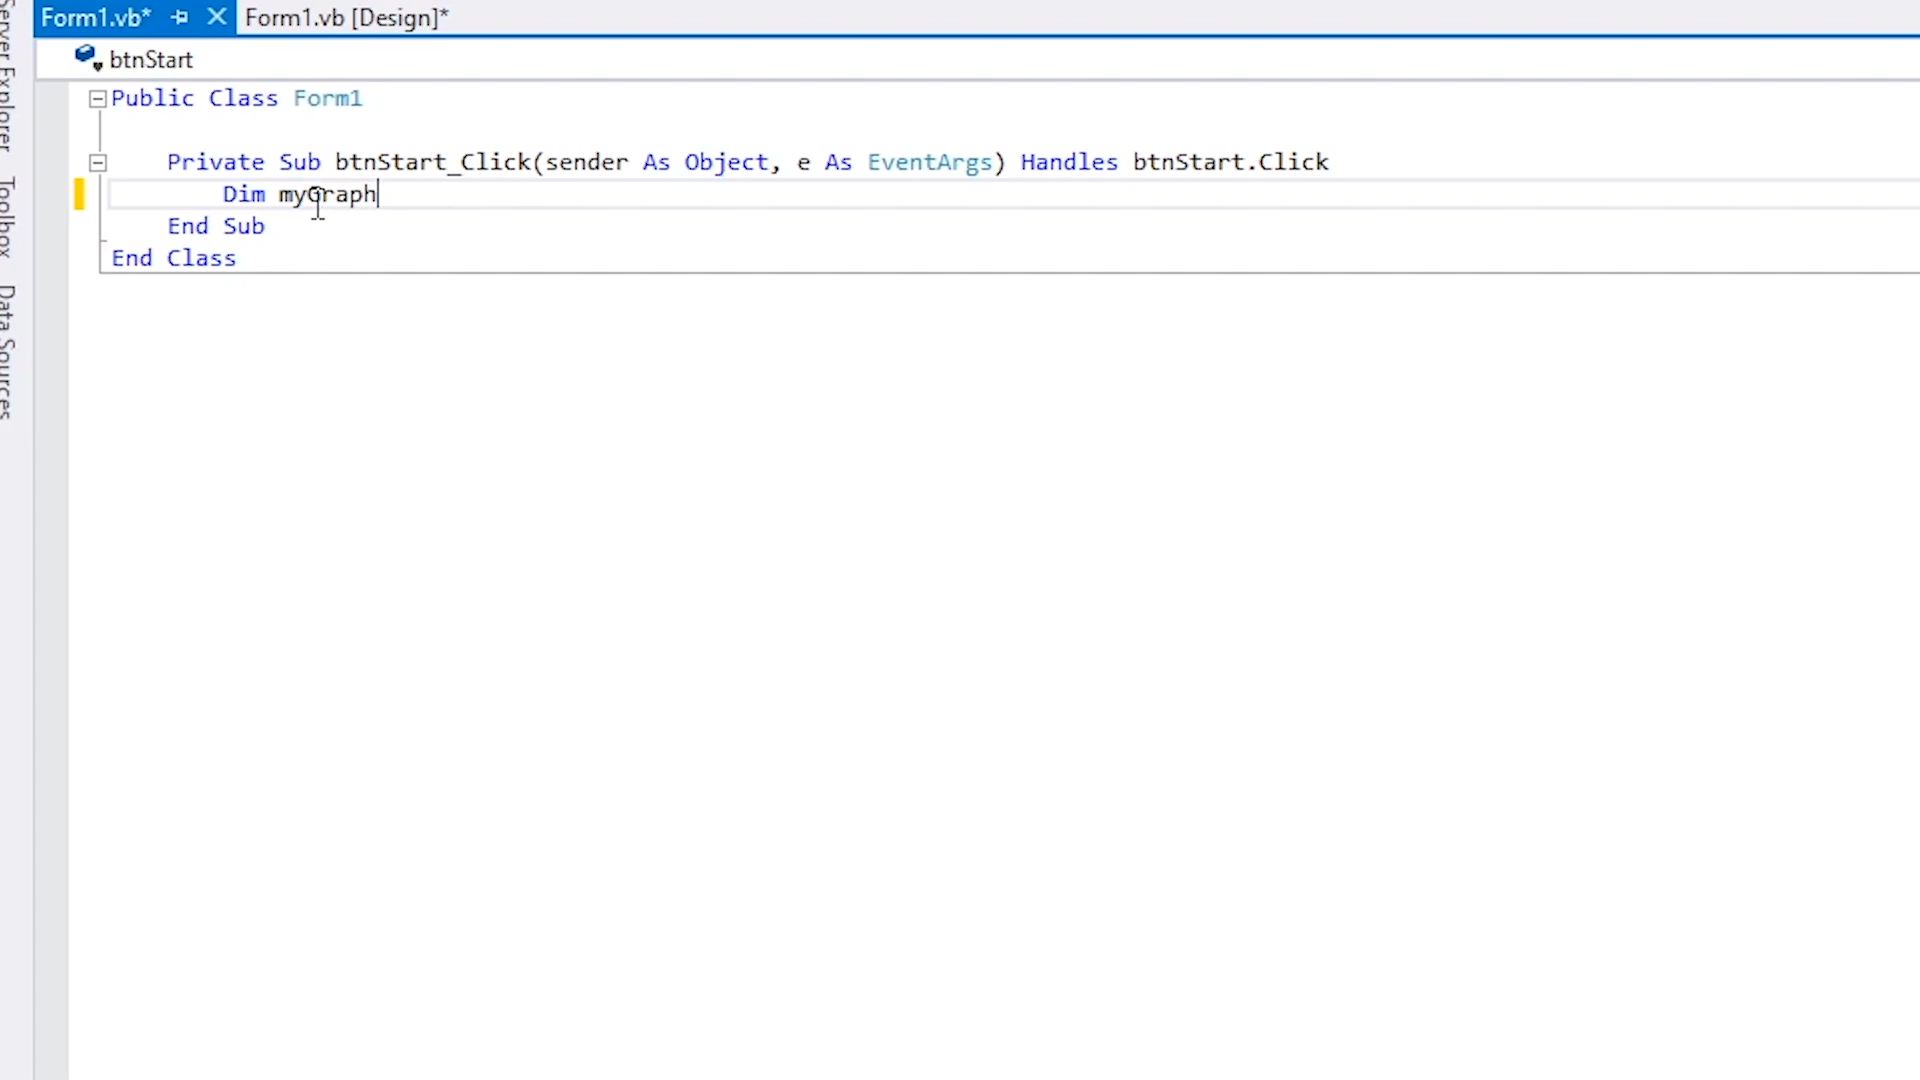 Form1.vb* Form1.vb [Design]*
btnStart
Public Class Form1
Private Sub btnStart_Click(sender As Object, e As EventArgs) Handles btnStart.Click
Dim myGraph
End Sub
End Class
Server Explorer
Toolbox
Data Sources